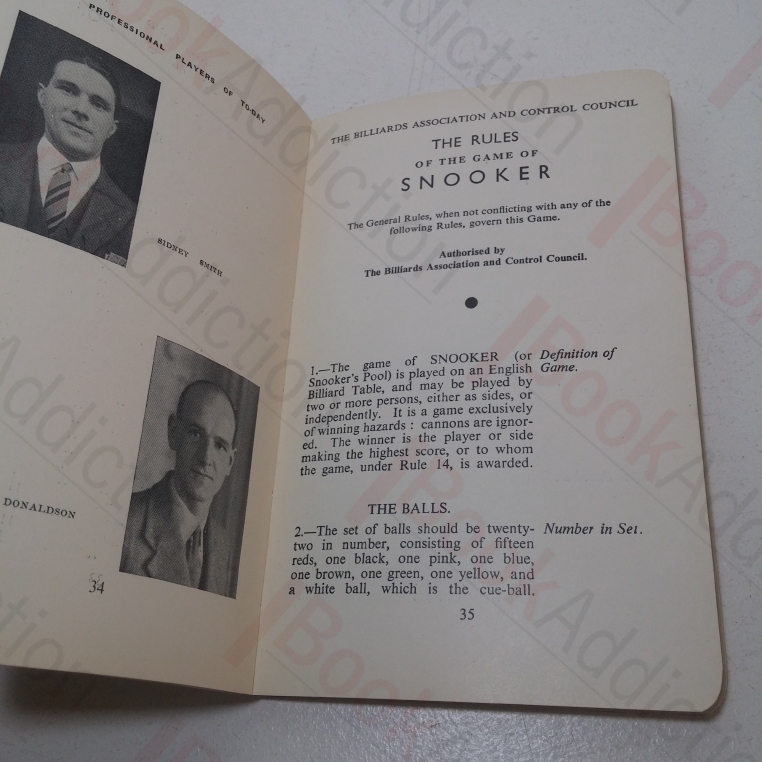 PROFESSIONAL PLAYERS OF TO-DAY
SIDNEY SMITH
DONALDSON
34
THE BILLIARDS ASSOCIATION AND CONTROL COUNCIL
THE RULES
OF THE GAME OF
SNOOKER
The General Rules, when not conflicting with any of the
following Rules, govern this Game.
Authorised by
The Billiards Association and Control Council.
1.—The game of SNOOKER (or
Snooker's Pool) is played on an English
Billiard Table, and may be played by
two or more persons, either as sides, or
independently. It is a game exclusively
of winning hazards : cannons are ignor-
ed. The winner is the player or side
making the highest score, or to whom
the game, under Rule 14, is awarded.
Definition of
Game.
THE BALLS.
2.—The set of balls should be twenty-
two in number, consisting of fifteen
reds, one black, one pink, one blue,
one brown, one green, one yellow, and
a white ball, which is the cue-ball.
Number in Set.
35
BookAddiction